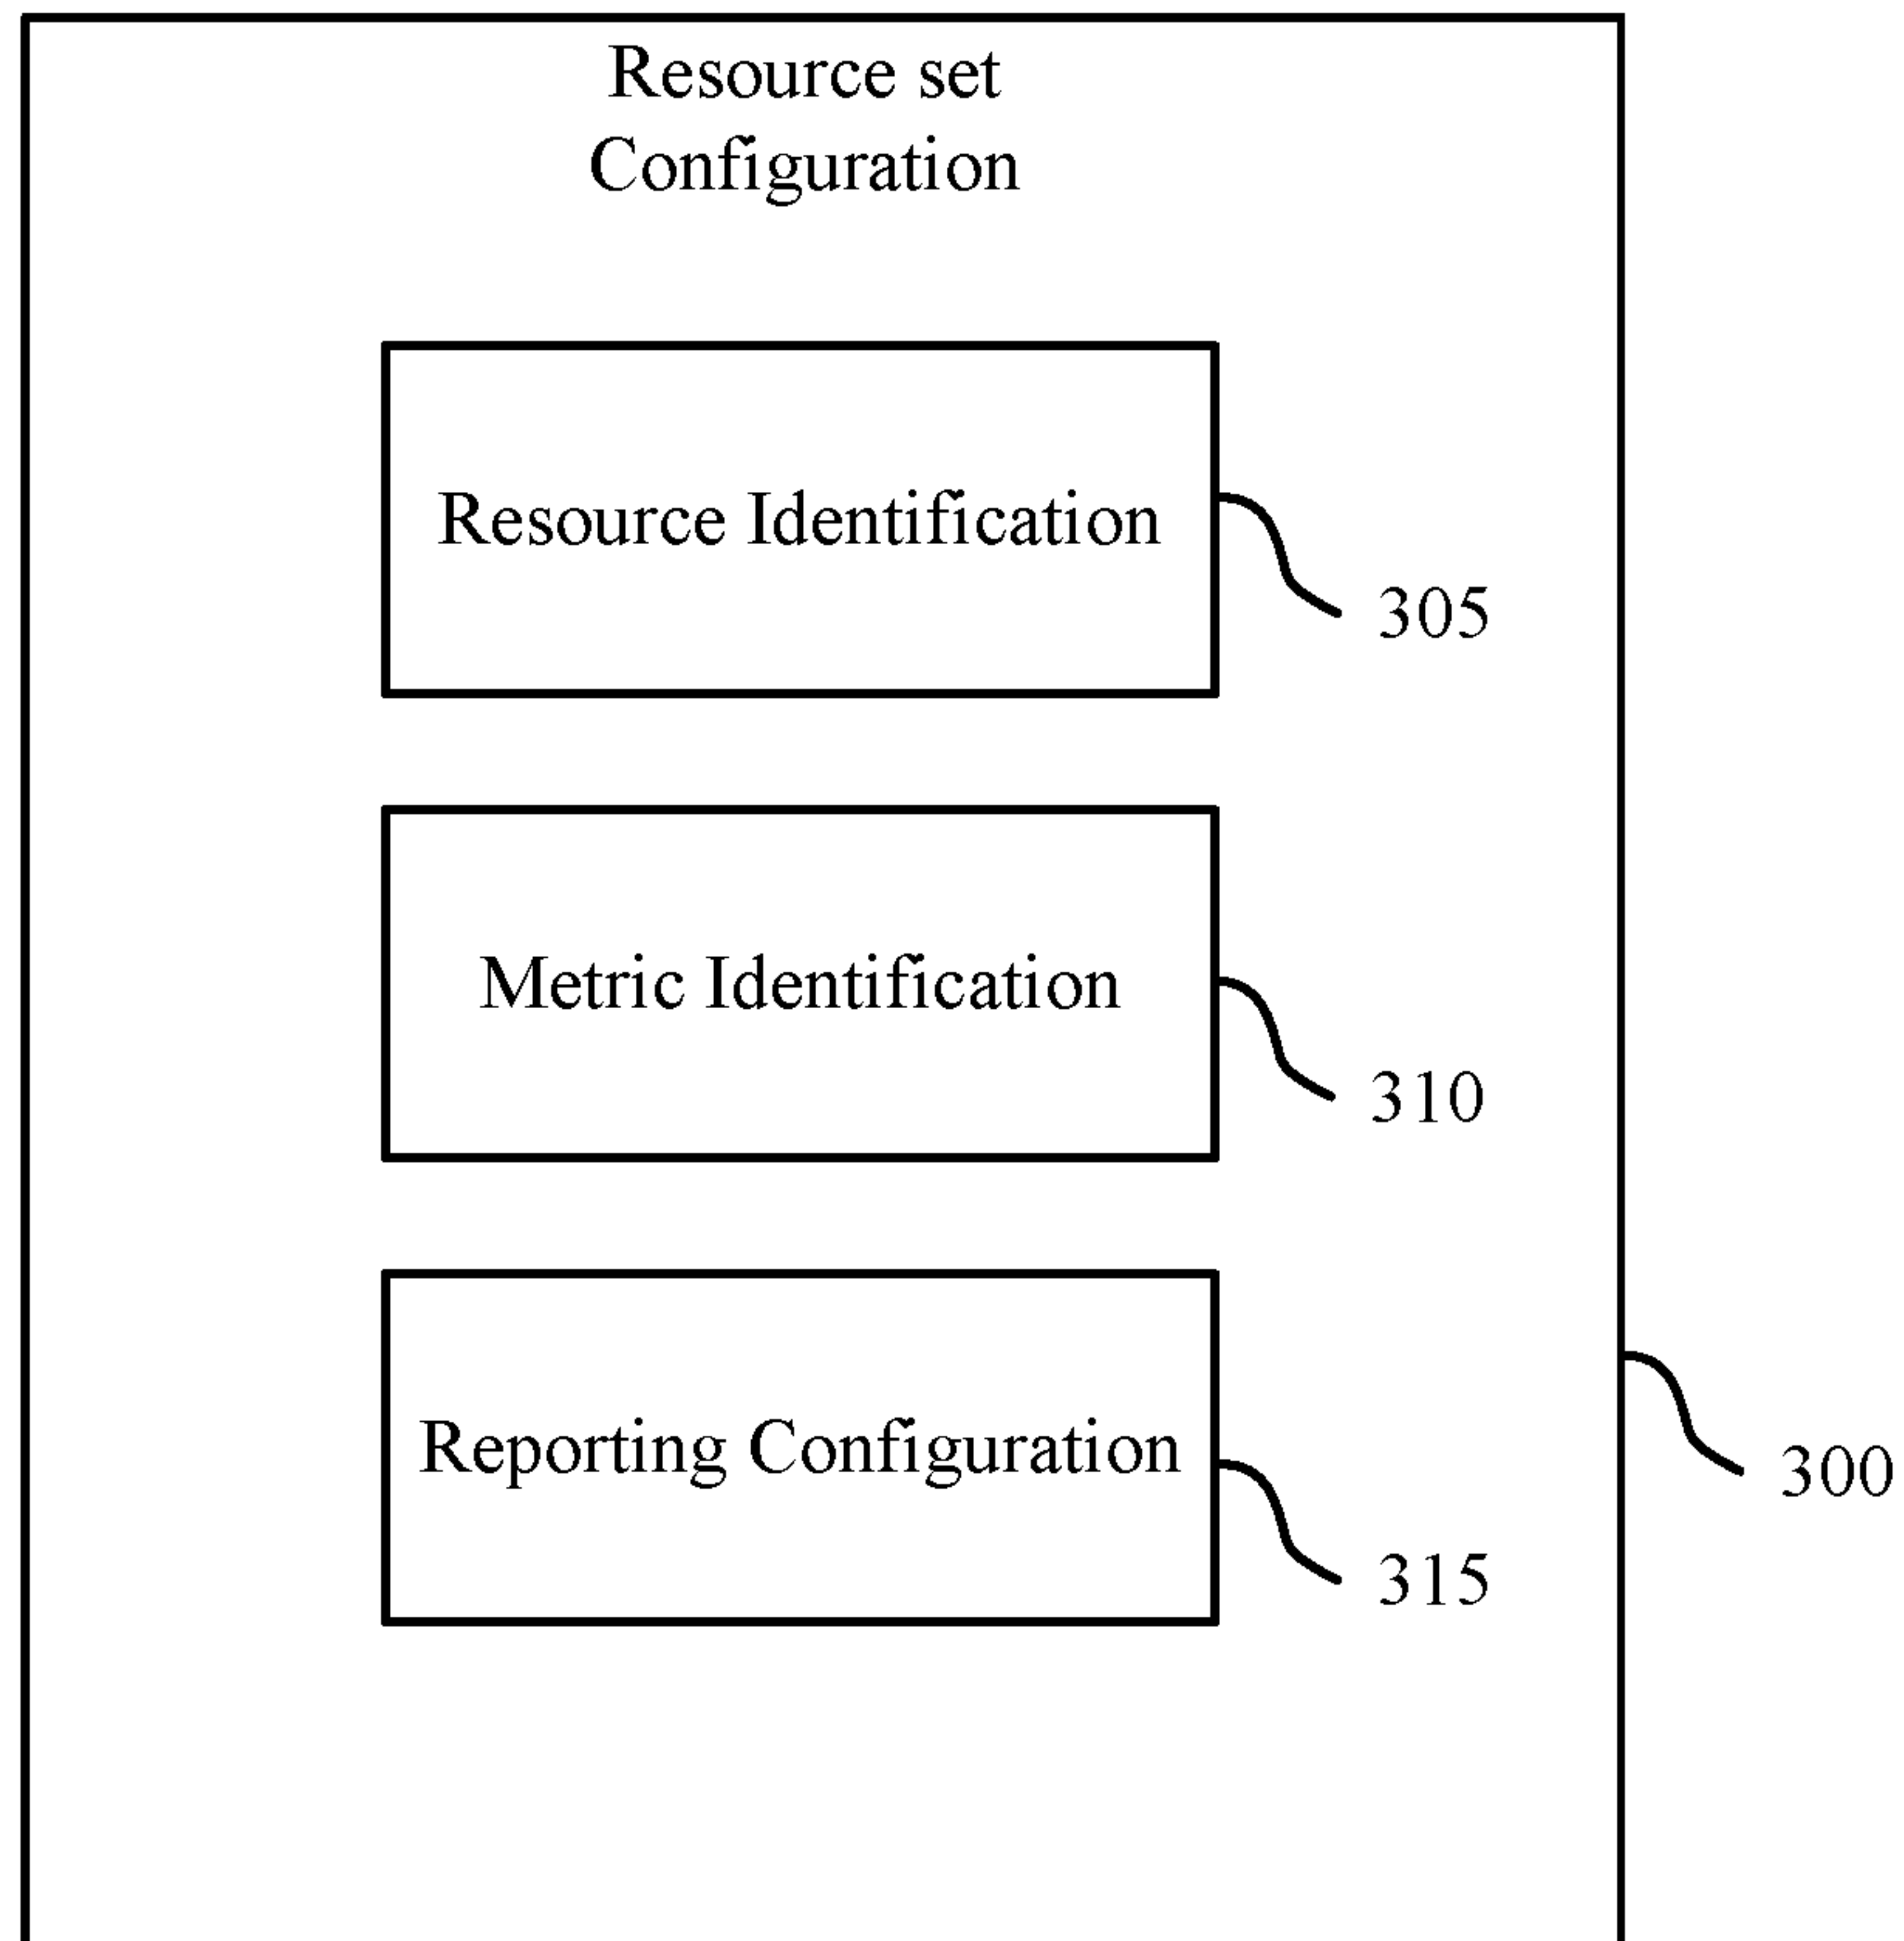 Resource set
Configuration
Resource Identification
305
Metric Identification
310
Reporting Configuration
300
315